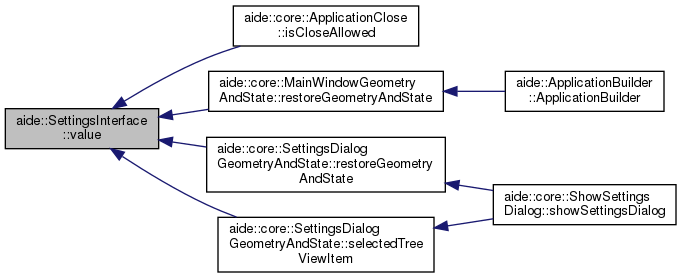 aide::core::ApplicationClose
::isCloseAllowed
aide::core::MainWindowGeometry
AndState::restoreGeometryAndState
aide::ApplicationBuilder
::ApplicationBuilder
aide::SettingsInterface
::value
aide::core::SettingsDialog
GeometryAndState::restoreGeometry
AndState
aide::core::ShowSettings
Dialog::showSettingsDialog
aide::core::SettingsDialog
GeometryAndState::selectedTree
ViewItem